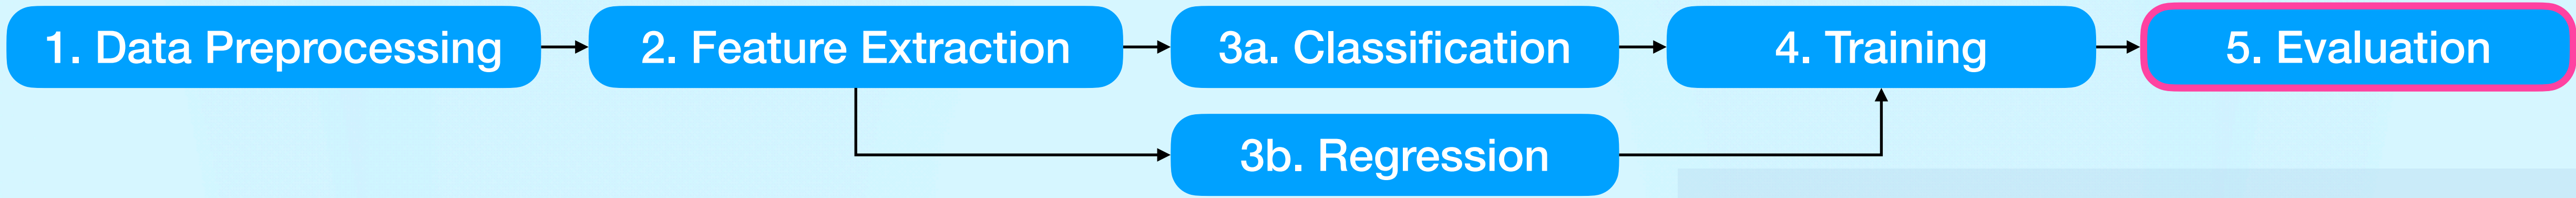 1. Data Preprocessing
2. Feature Extraction
3a. Classification
4. Training
5. Evaluation
3b. Regression